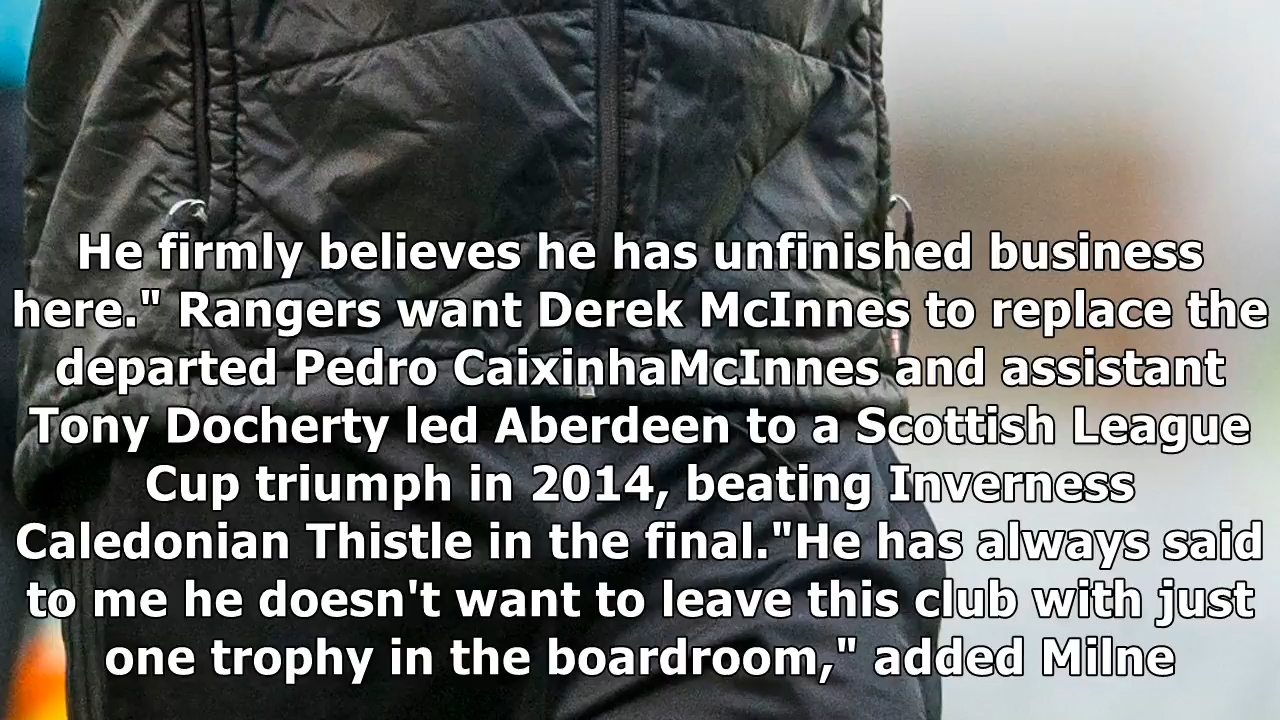 He firmly believes he has unfinished business
here." Rangers want Derek McInnes to replace the
departed Pedro CaixinhaMcInnes and assistant
Tony Docherty led Aberdeen to a Scottish League
Cup triumph in 2014, beating Inverness
Caledonian Thistle in the final."He has always said
to me he doesn't want to leave this club with just
one trophy in the boardroom," added Milne